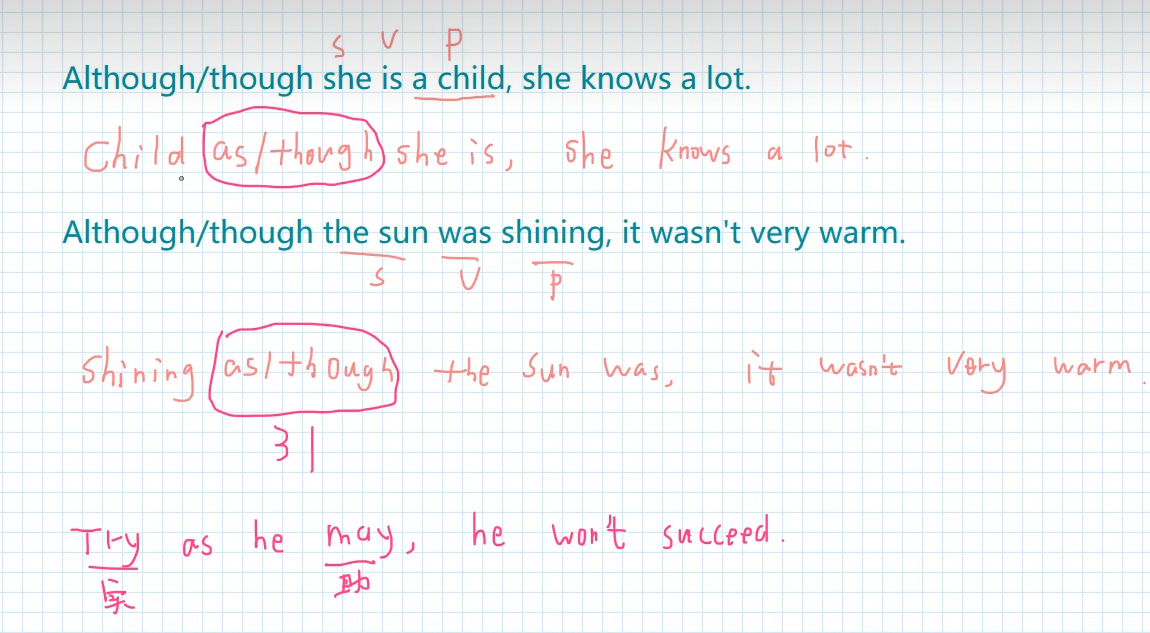 s v p
Although/though she is a child, she knows a lot.
Child as/though she is, she knows a lot.
Although/though the sun was shining, it wasn't very warm.
s v p
Shining as/though the sun was, it wasn't very warm.
引
Try as he may, he won't succeed.
实 助